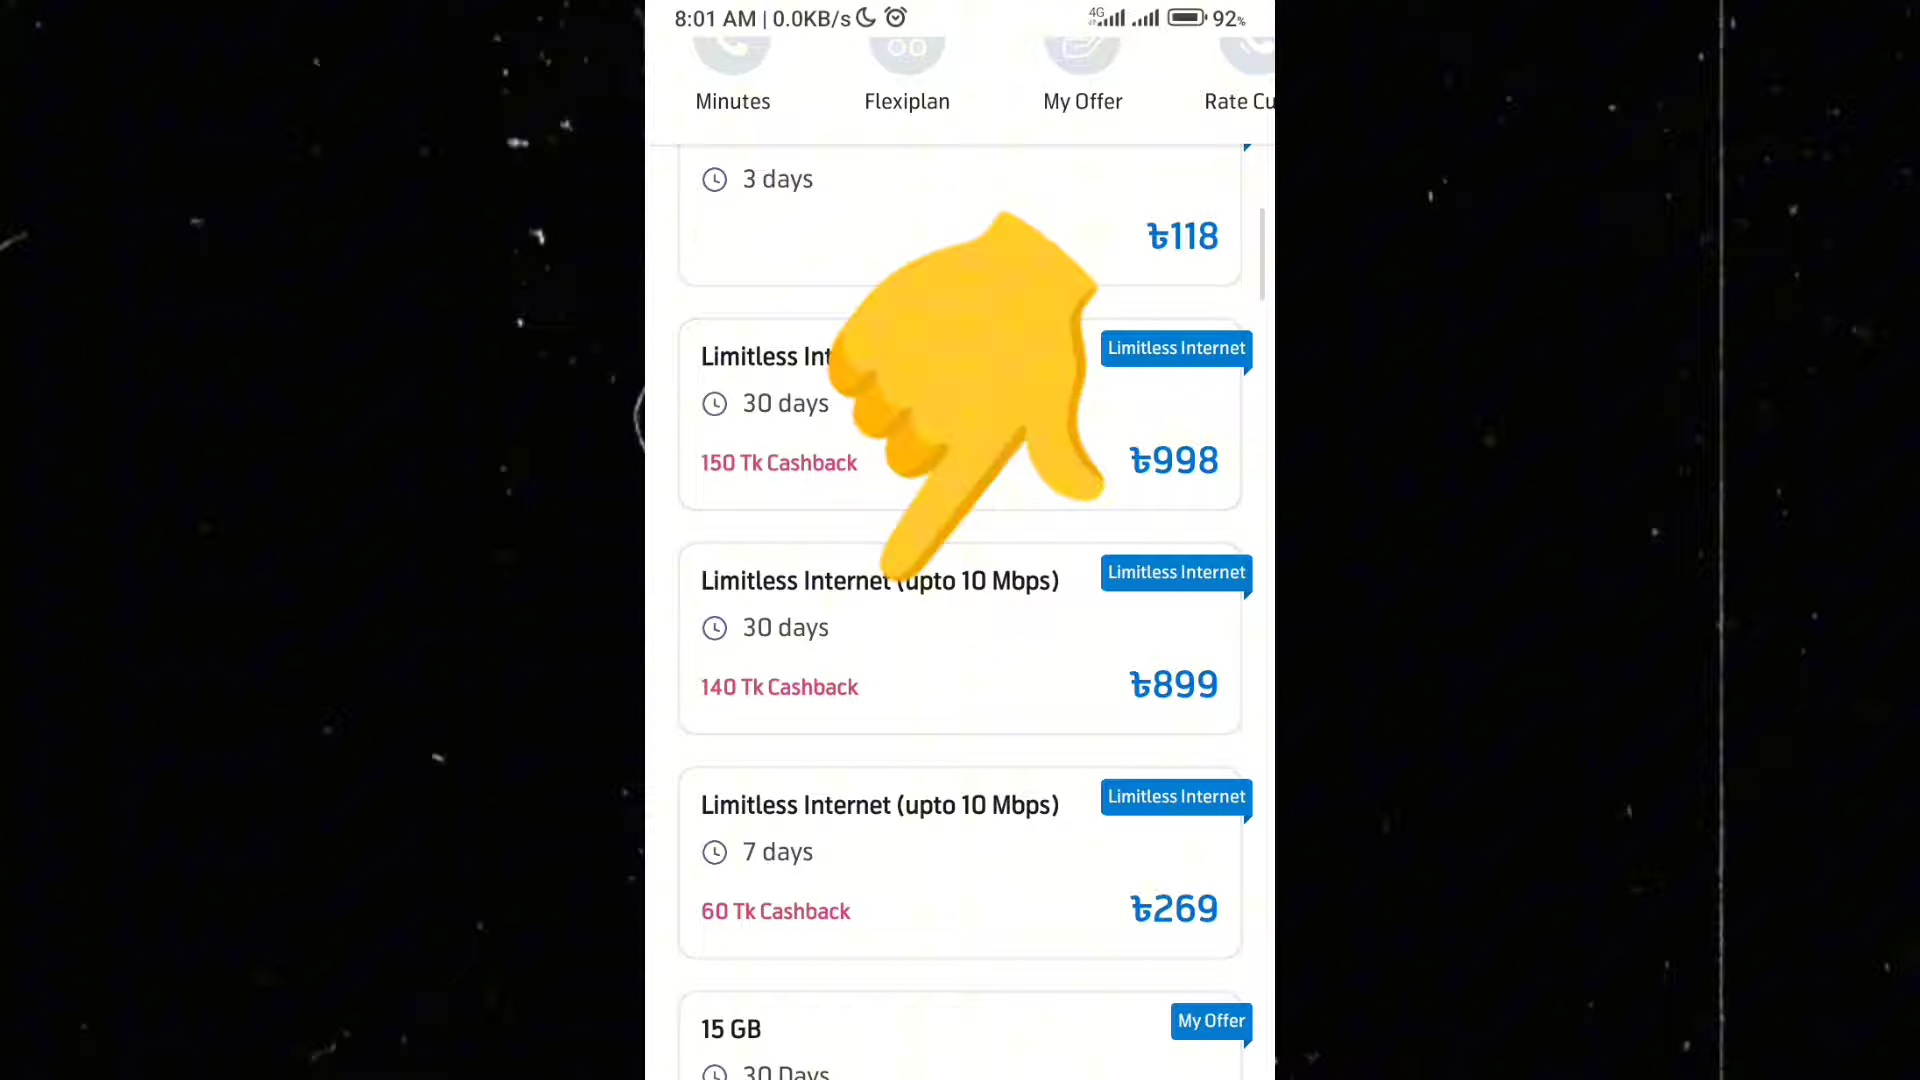 8:01 AM | 0.0KB/s 4G 92%
Minutes Flexiplan My Offer Rate Cu
3 days
৳118
Limitless Int Limitless Internet
30 days
150 Tk Cashback ৳998
Limitless Internet (upto 10 Mbps) Limitless Internet
30 days
140 Tk Cashback ৳899
Limitless Internet (upto 10 Mbps) Limitless Internet
7 days
60 Tk Cashback ৳269
15 GB My Offer
30 Days